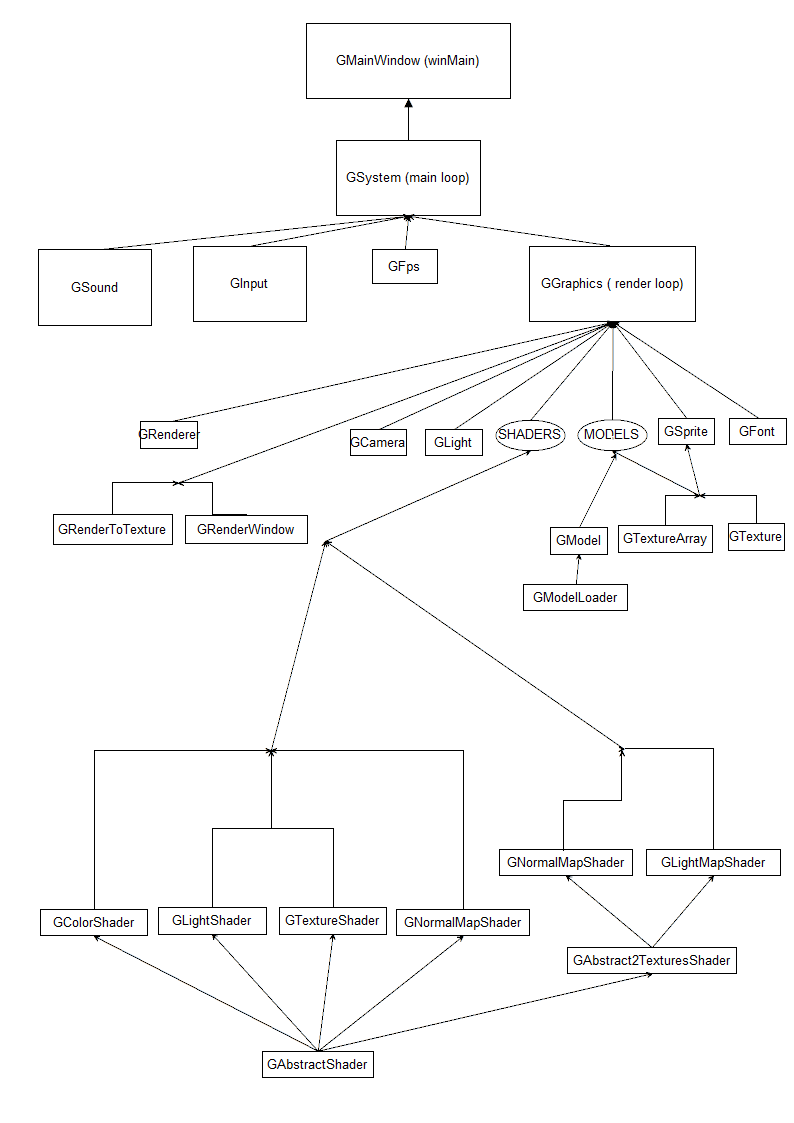 GMainWindow (winMain)
GSystem (main loop)
GSound
GInput
GFps
GGraphics ( render loop)
GRenderer
GCamera
GLight
SHADERS
MODELS
GSprite
GFont
GRenderToTexture
GRenderWindow
GModel
GTextureArray
GTexture
GModelLoader
GNormalMapShader
GLightMapShader
GColorShader
GLightShader
GTextureShader
GNormalMapShader
GAbstract2TexturesShader
GAbstractShader